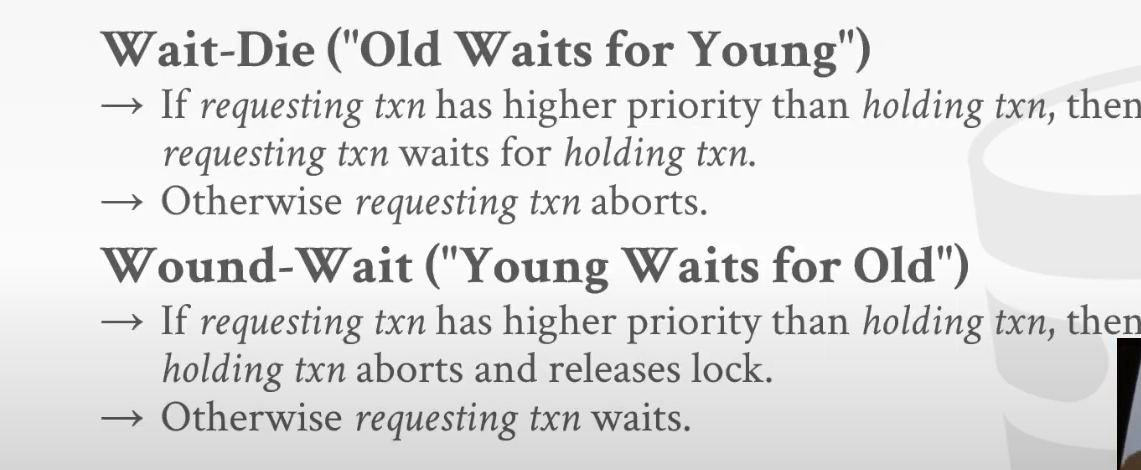 Wait-Die ("Old Waits for Young")
→ If requesting txn has higher priority than holding txn, then
requesting txn waits for holding txn.
→ Otherwise requesting txn aborts.
Wound-Wait ("Young Waits for Old")
→ If requesting txn has higher priority than holding txn, then
holding txn aborts and releases lock.
→ Otherwise requesting txn waits.